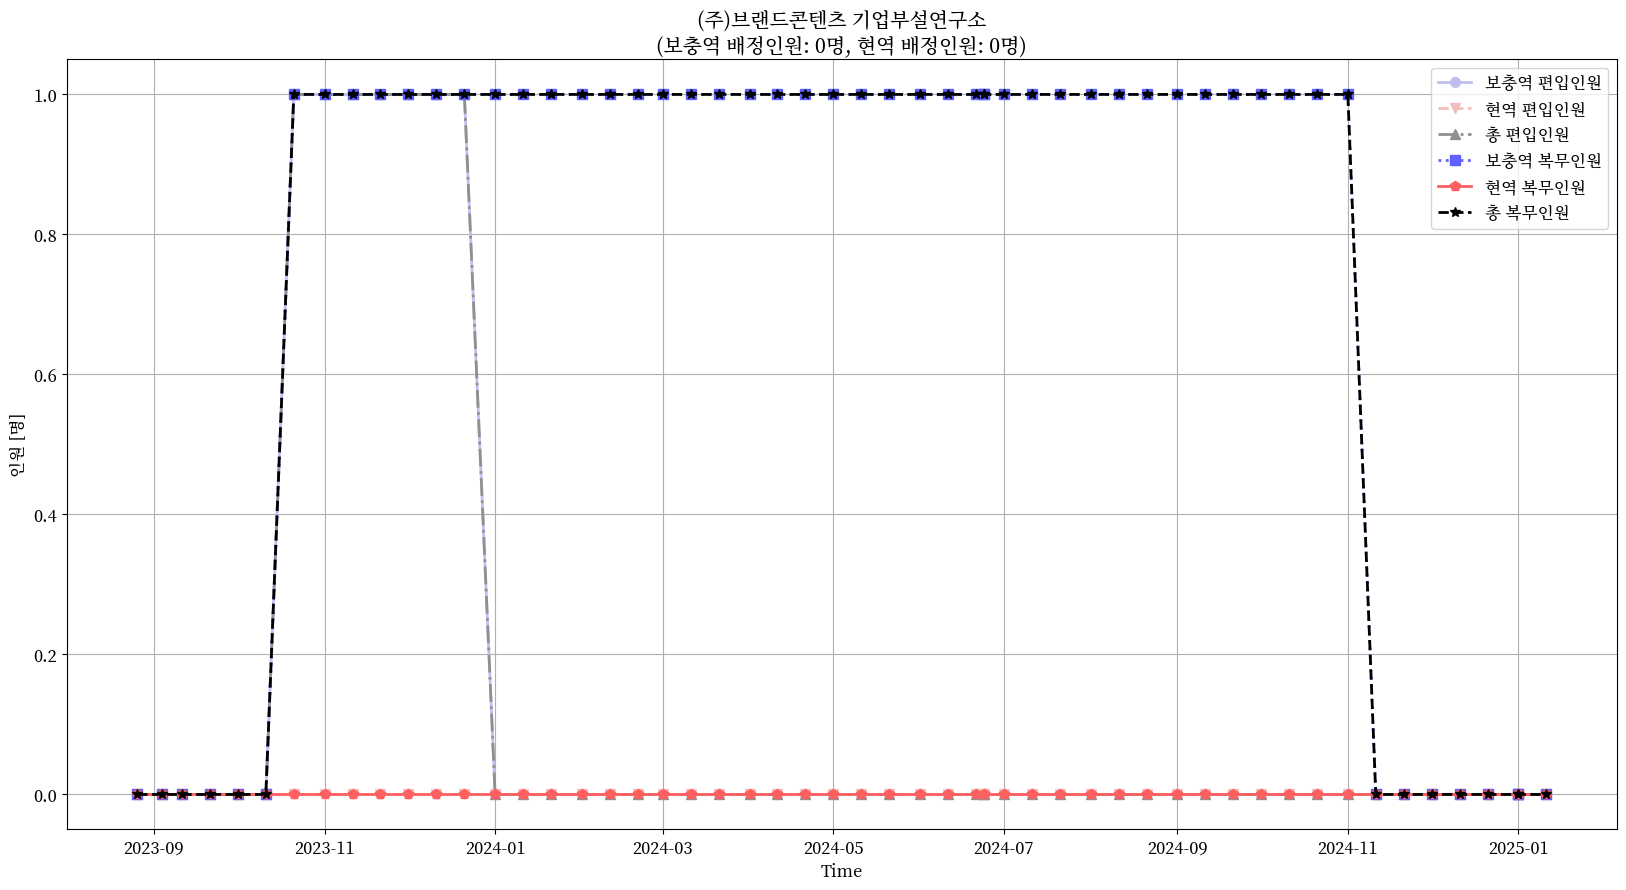 (주)브랜드콘텐츠 기업부설연구소
(보충역 배정인원: 0명, 현역 배정인원: 0명)
보충역 편입인원
현역 편입인원
총 편입인원
보충역 복무인원
현역 복무인원
총 복무인원
인원 [명]
1.0
0.8
0.6
0.4
0.2
0.0
2023-09
2023-11
2024-01
2024-03
2024-05
2024-07
2024-09
2024-11
2025-01
Time